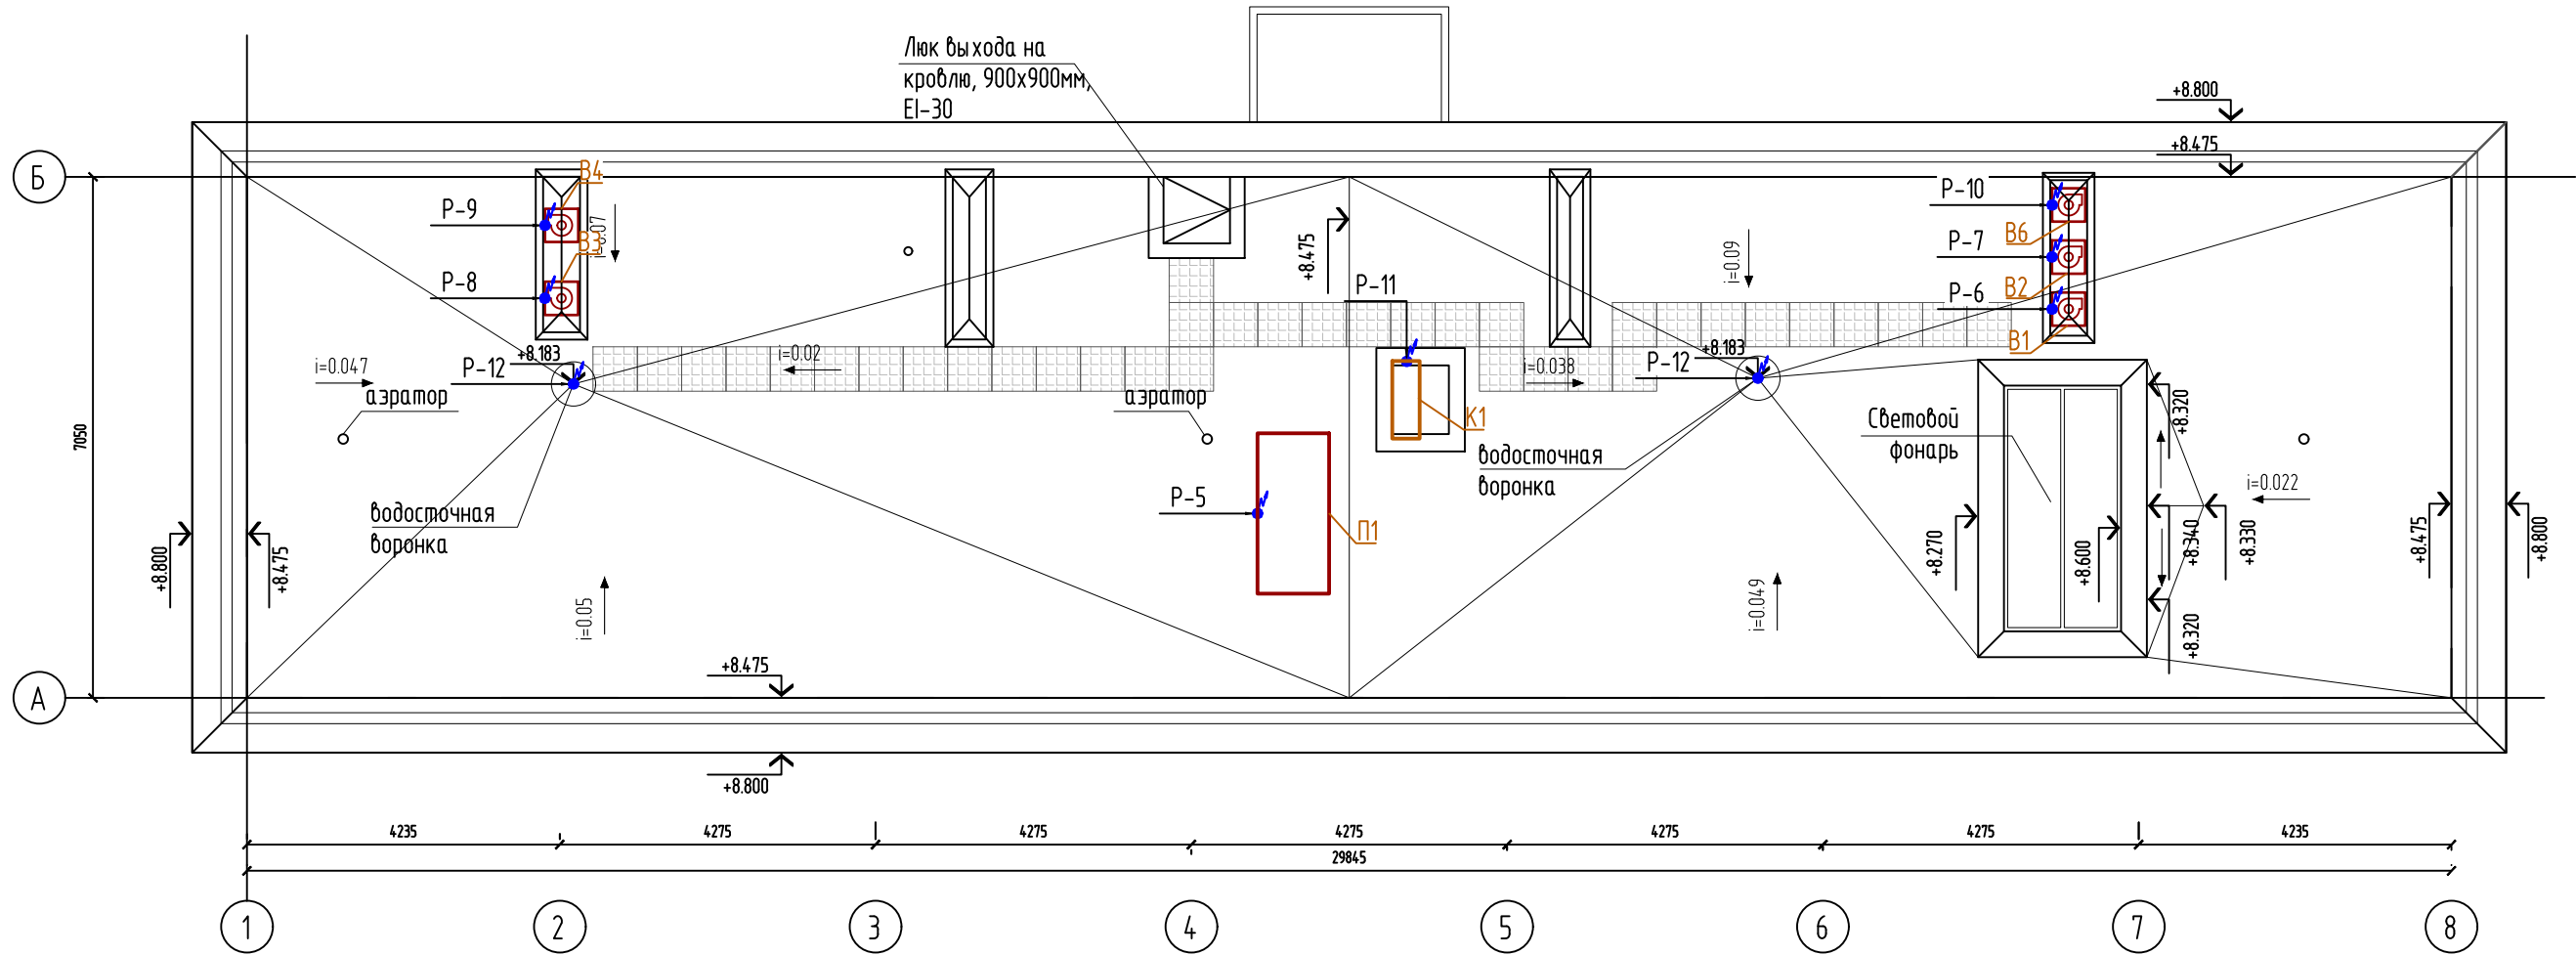 Люк выхода на
кровлю, 900х900мм,
EI-30
+8.800
+8.475
Б
В4
Р-9
i=0.07
В3
Р-8
+8.475
Р-11
i=0.09
Р-10
В6
Р-7
В2
Р-6
В1
i=0.047
аэратор
Р-12
+8.183
i=0.02
аэратор
К1
i=0.038
Р-12
+8.183
Световой
фонарь
+8.320
7050
водосточная
воронка
водосточная
воронка
Р-5
П1
i=0.022
+8.800
+8.475
+8.270
+8.600
+8.340
+8.330
+8.475
+8.800
i=0.05
i=0.049
+8.320
А
+8.475
+8.800
4235
4275
4275
4275
4275
4275
4235
29845
1
2
3
4
5
6
7
8